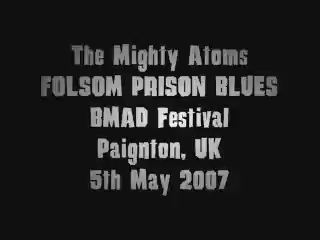 The Mighty Atoms
FOLSOM PRISON BLUES
BMAD Festival
Paignton, UK
5th May 2007